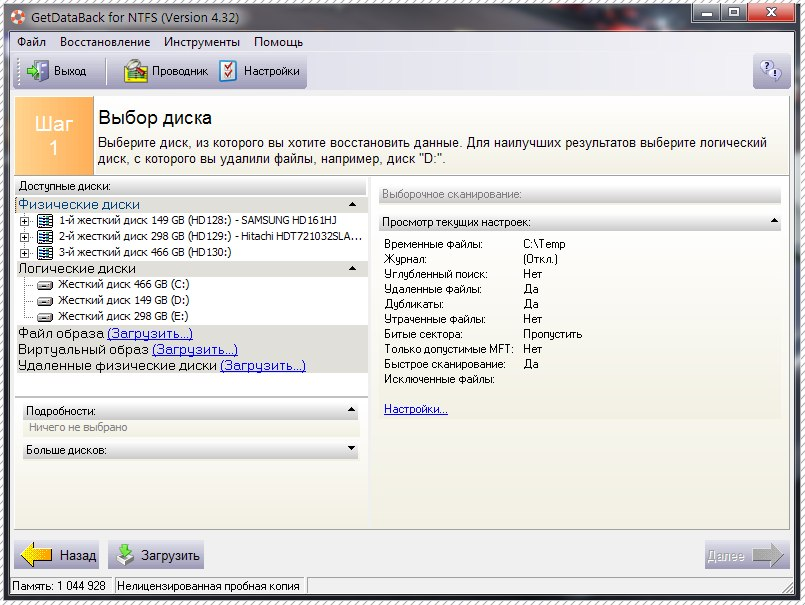 GetDataBack for NTFS (Version 4.32)
Файл Восстановление Инструменты Помощь
Выход Проводник Настройки
Шаг
1
Выбор диска
Выберите диск, из которого вы хотите восстановить данные. Для наилучших результатов выберите логический
диск, с которого вы удалили файлы, например, диск "D:".
Доступные диски:
Физические диски
1-й жесткий диск 149 GB (HD128:) - SAMSUNG HD161HJ
2-й жесткий диск 298 GB (HD129:) - Hitachi HDT721032SLA...
3-й жесткий диск 466 GB (HD130:)
Логические диски
Жесткий диск 466 GB (C:)
Жесткий диск 149 GB (D:)
Жесткий диск 298 GB (E:)
Файл образа (Загрузить...)
Виртуальный образ (Загрузить...)
Удаленные физические диски (Загрузить...)
Подробности:
Ничего не выбрано
Больше дисков:
Выборочное сканирование:
Просмотр текущих настроек:
Временные файлы: C:\Temp
Журнал: (Откл.)
Углубленный поиск: Нет
Удаленные файлы: Да
Дубликаты: Да
Утраченные файлы: Нет
Битые сектора: Пропустить
Только допустимые MFT: Нет
Быстрое сканирование: Да
Исключенные файлы:
Настройки...
Назад Загрузить Далее
Память: 1 044 928 Нелицензированная пробная копия